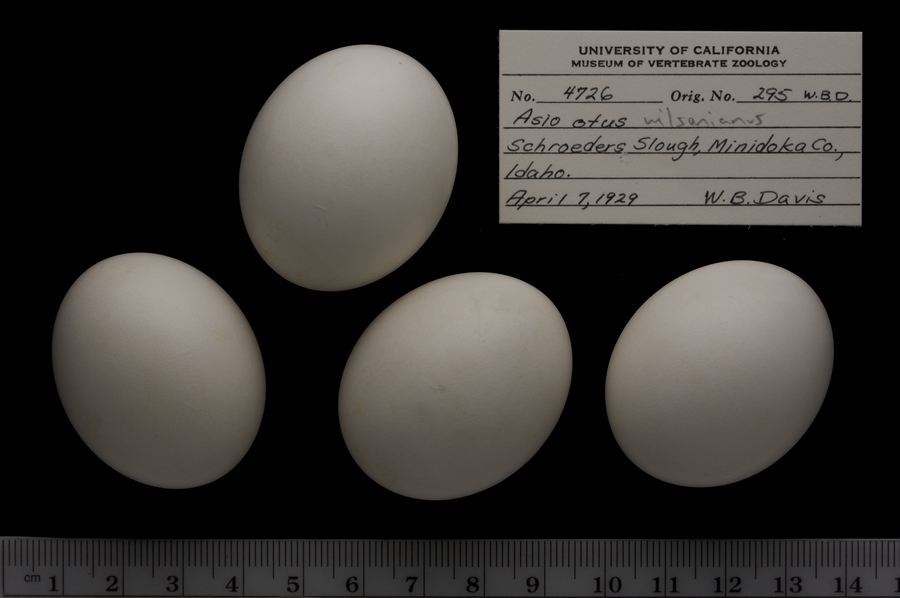 UNIVERSITY OF CALIFORNIA
MUSEUM OF VERTEBRATE ZOOLOGY
No. 4726 Orig. No. 295 W.B.D.
Asio otus wilsonianus
Schroeders Slough, Minidoka Co.,
Idaho.
April 7, 1929 W.B. Davis
cm 1 2 3 4 5 6 7 8 9 10 11 12 13 14